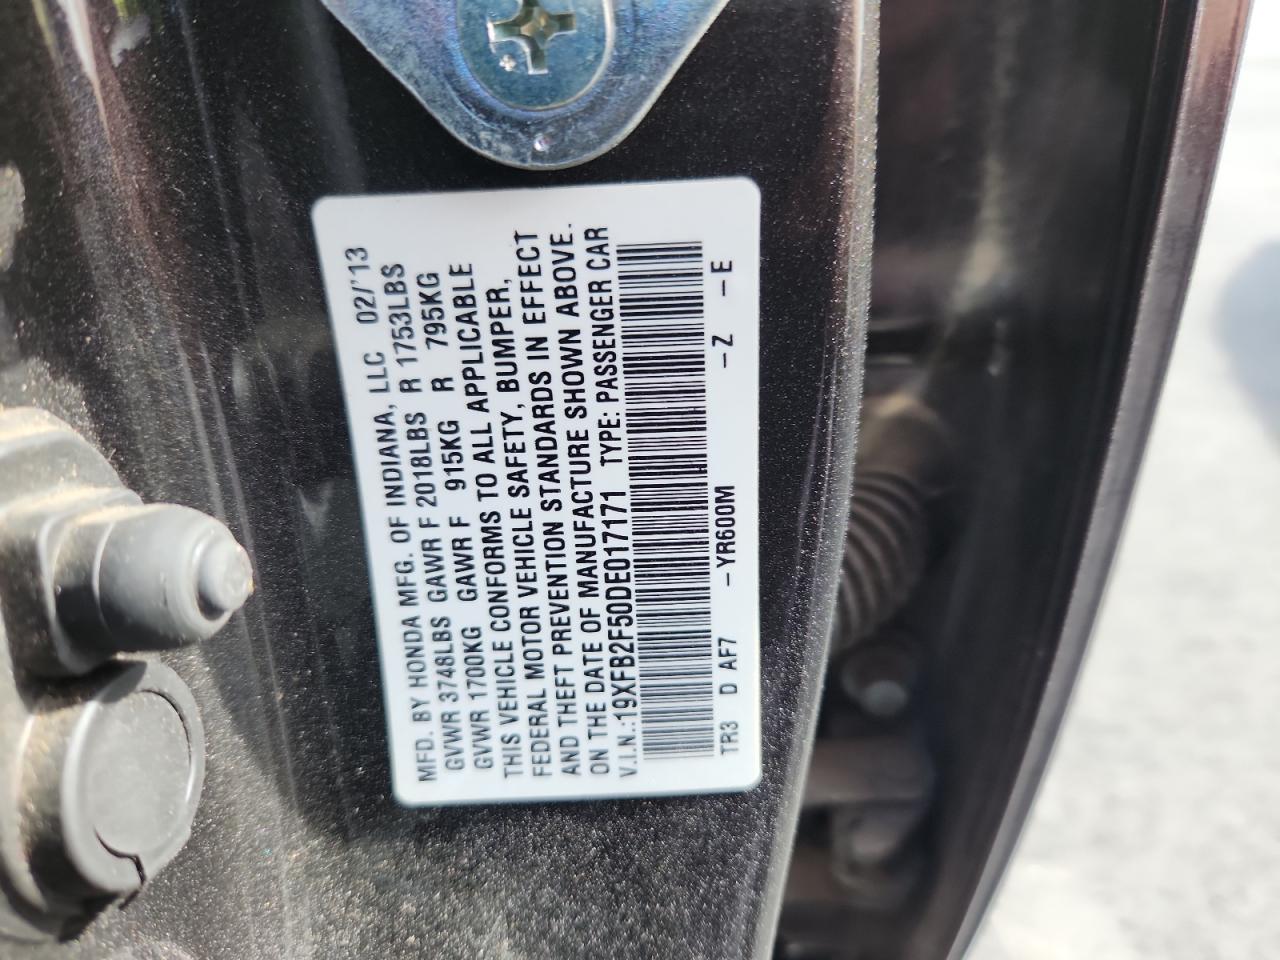 MFD. BY HONDA MFG. OF INDIANA, LLC 02/'13
GVWR 3748LBS GAWR F 2018LBS R 1753LBS
GVWR 1700KG GAWR F 915KG R 795KG
THIS VEHICLE CONFORMS TO ALL APPLICABLE
FEDERAL MOTOR VEHICLE SAFETY, BUMPER,
AND THEFT PREVENTION STANDARDS IN EFFECT
ON THE DATE OF MANUFACTURE SHOWN ABOVE.
V.I.N.:19XFB2F50DE017171 TYPE: PASSENGER CAR
TR3 D AF7 -YR600M -Z -E